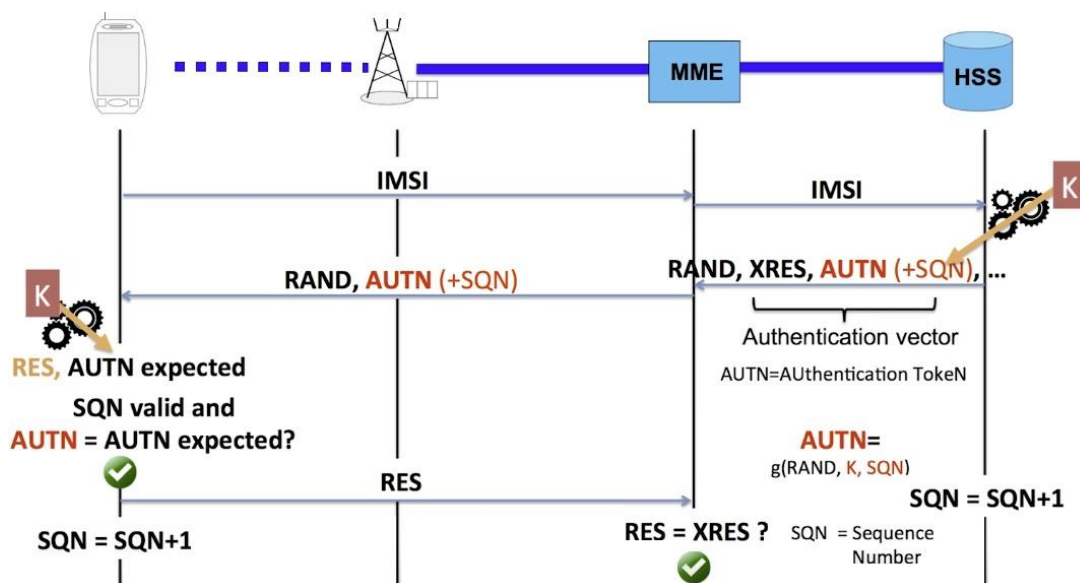 MME
HSS
IMSI
IMSI
K
RAND, XRES, AUTN (+SQN), ...
RAND, AUTN (+SQN)
K
Authentication vector
RES, AUTN expected
AUTN=AUthentication TokeN
SQN valid and
AUTN = AUTN expected?
AUTN=
g(RAND, K, SQN)
RES
SQN = SQN+1
SQN = SQN+1
RES = XRES ?
SQN = Sequence
Number